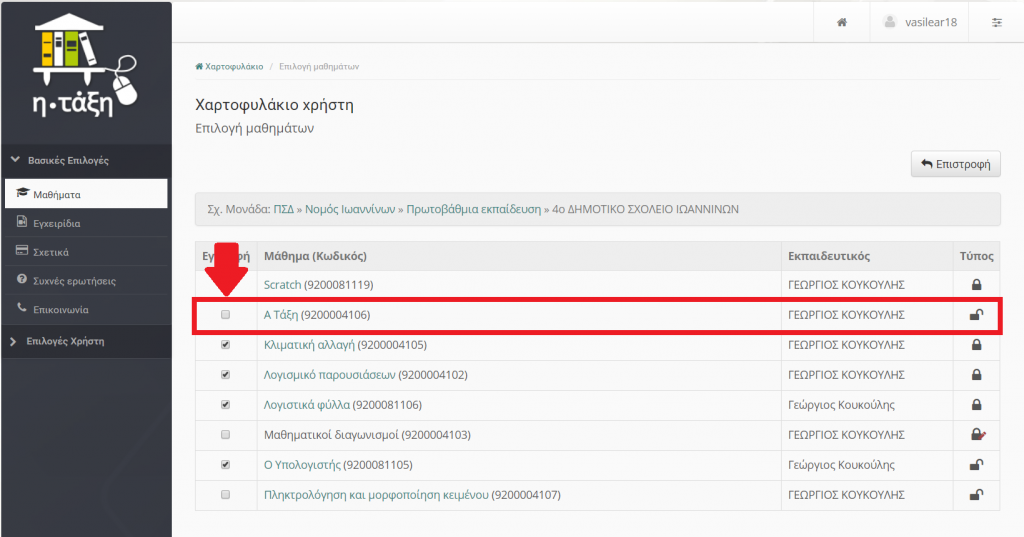 η·τάξη
vasilear18
Χαρτοφυλάκιο / Επιλογή μαθημάτων
Χαρτοφυλάκιο χρήστη
Επιλογή μαθημάτων
Επιστροφή
Βασικές Επιλογές
Μαθήματα
Εγχειρίδια
Σχετικά
Συχνές ερωτήσεις
Επικοινωνία
Επιλογές Χρήστη
Σχ. Μονάδα: ΠΣΔ » Νομός Ιωαννίνων » Πρωτοβάθμια εκπαίδευση » 4ο ΔΗΜΟΤΙΚΟ ΣΧΟΛΕΙΟ ΙΩΑΝΝΙΝΩΝ
Μάθημα (Κωδικός) Εκπαιδευτικός Τύπος
Scratch (9200081119) ΓΕΩΡΓΙΟΣ ΚΟΥΚΟΥΛΗΣ
Α Τάξη (9200004106) ΓΕΩΡΓΙΟΣ ΚΟΥΚΟΥΛΗΣ
Κλιματική αλλαγή (9200004105) ΓΕΩΡΓΙΟΣ ΚΟΥΚΟΥΛΗΣ
Λογισμικό παρουσιάσεων (9200004102) ΓΕΩΡΓΙΟΣ ΚΟΥΚΟΥΛΗΣ
Λογιστικά φύλλα (9200081106) Γεώργιος Κουκούλης
Μαθηματικοί διαγωνισμοί (9200004103) ΓΕΩΡΓΙΟΣ ΚΟΥΚΟΥΛΗΣ
Ο Υπολογιστής (9200081105) Γεώργιος Κουκούλης
Πληκτρολόγηση και μορφοποίηση κειμένου (9200004107) ΓΕΩΡΓΙΟΣ ΚΟΥΚΟΥΛΗΣ